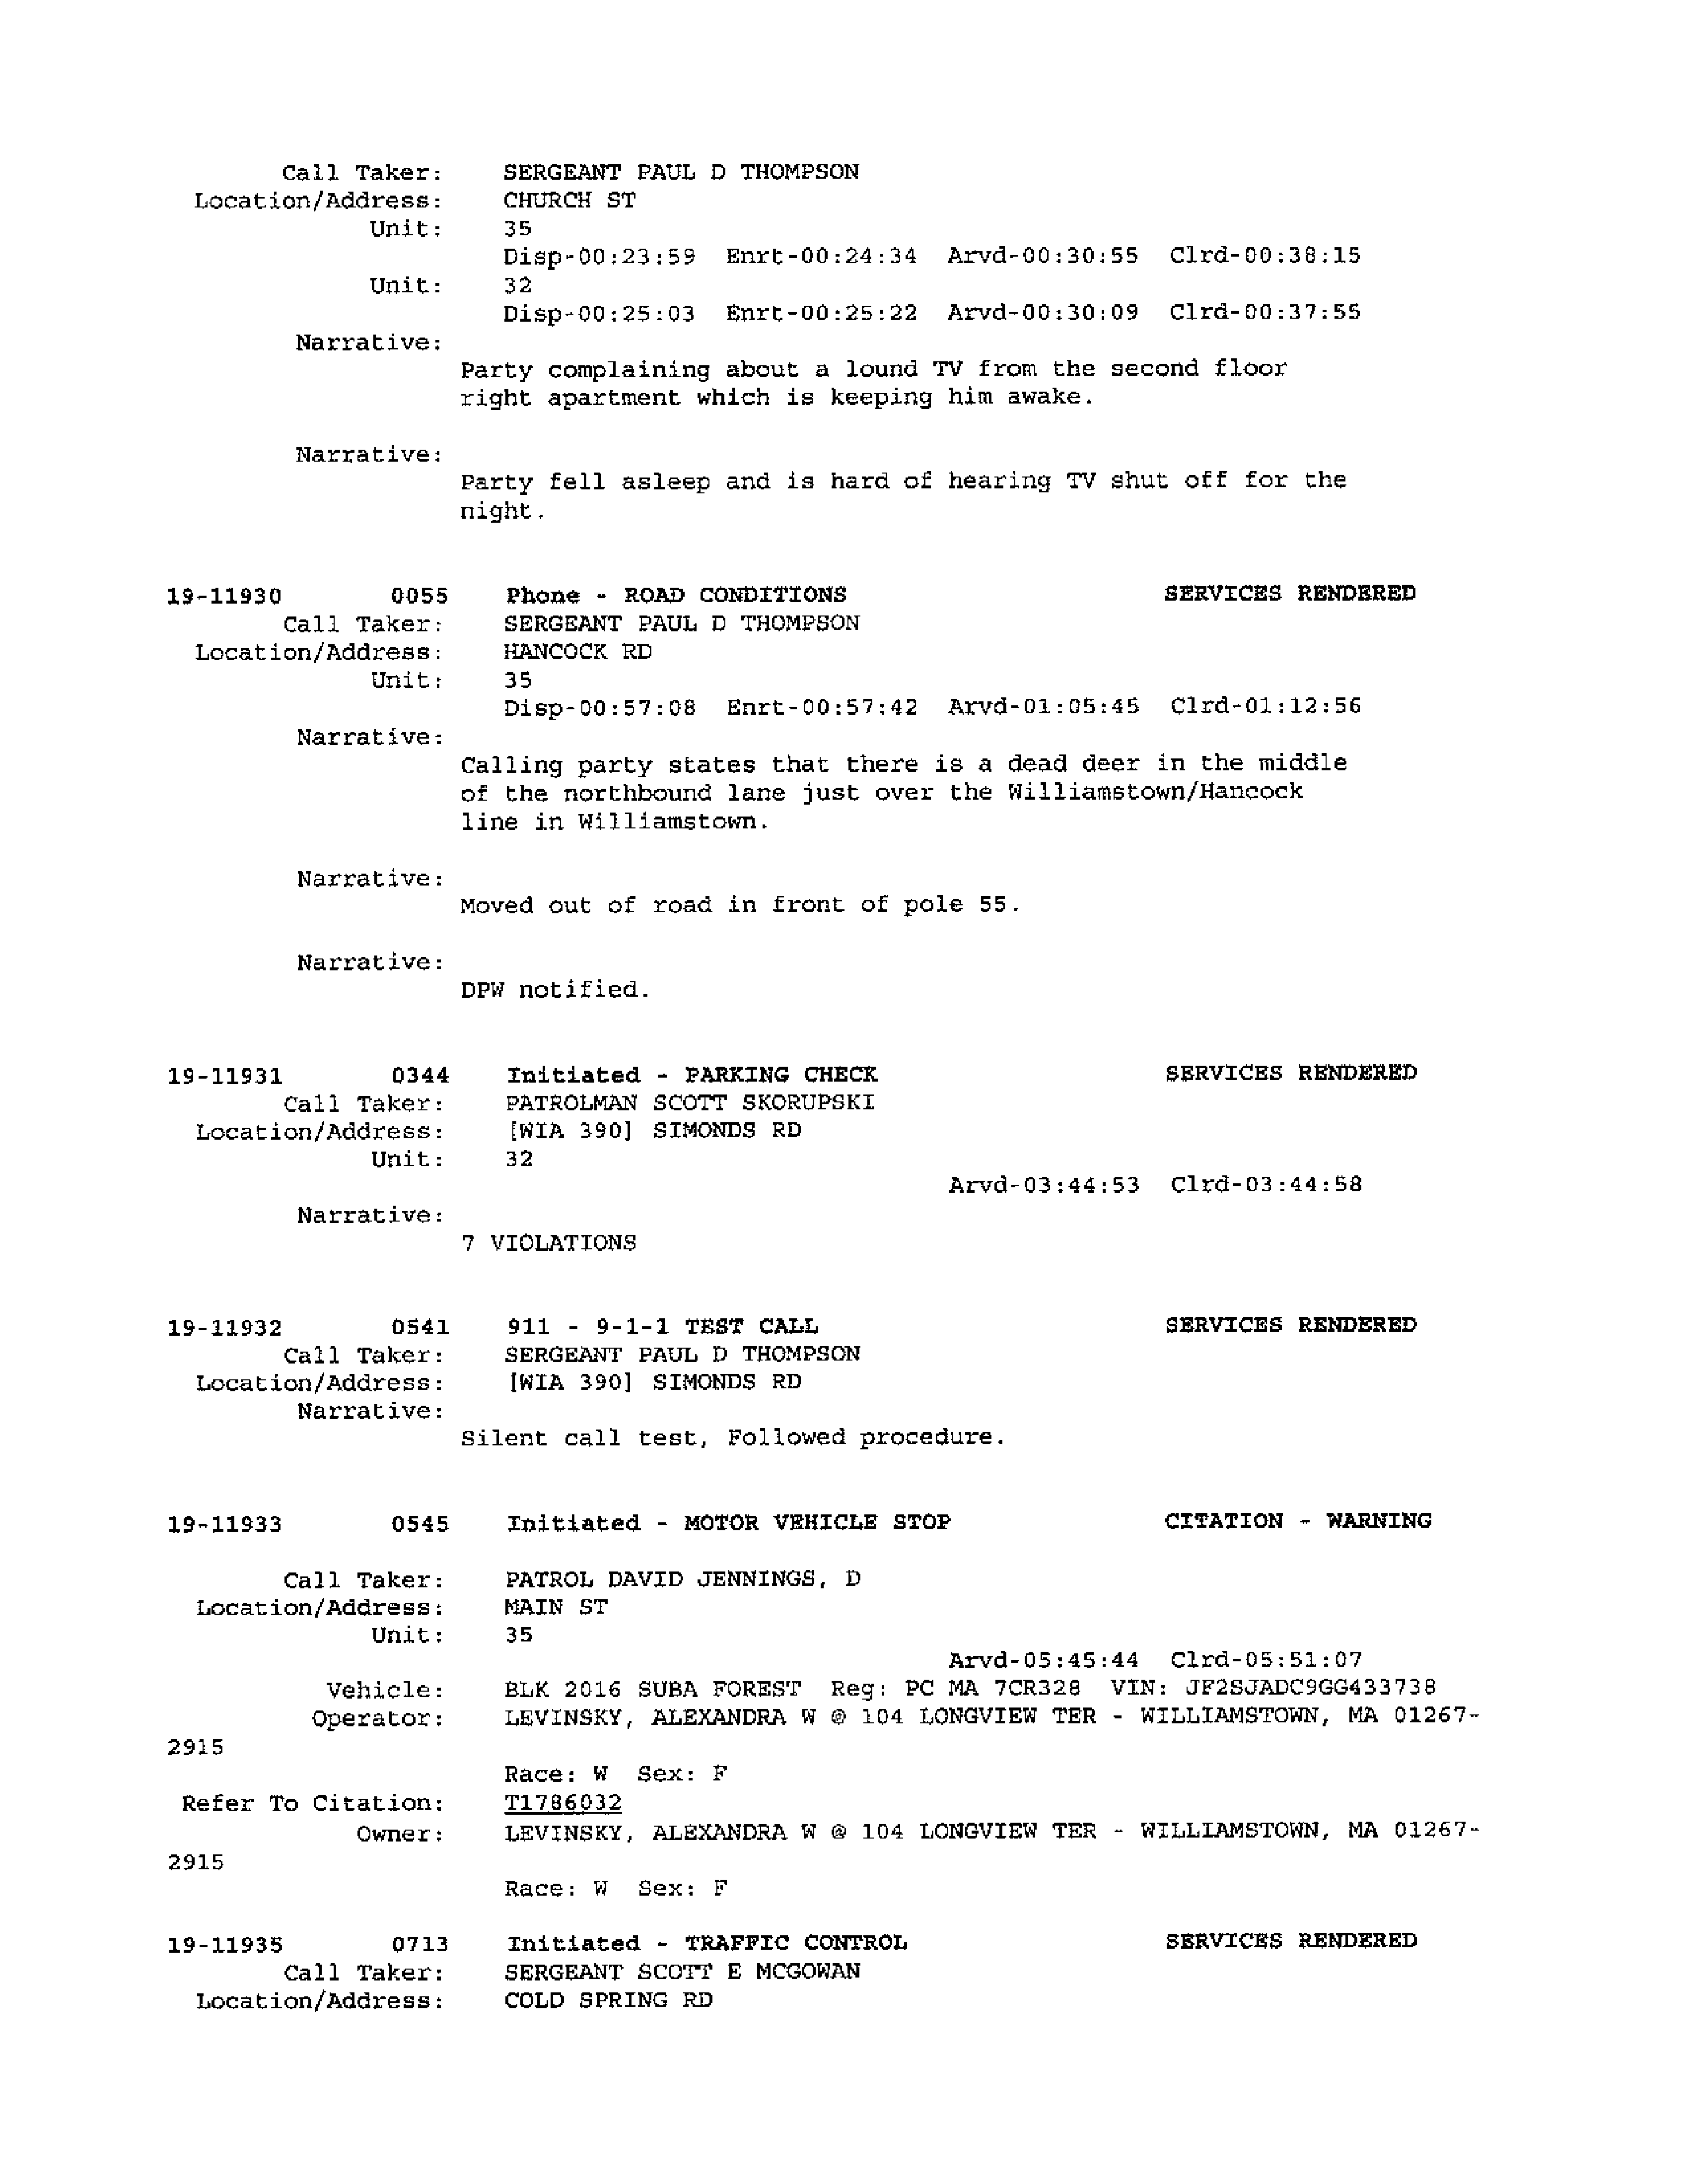 Call Taker: SERGEANT PAUL D THOMPSON
Location/Address: CHURCH ST
Unit: 35
Disp-00:23:59 Enrt-00:24:34 Arvd-00:30:55 Clrd-00:38:15
Unit: 32
Disp-00:25:03 Enrt-00:25:22 Arvd-00:30:09 Clrd-00:37:55
Narrative:
Party complaining about a lound TV from the second floor
right apartment which is keeping him awake.
Narrative:
Party fell asleep and is hard of hearing TV shut off for the
night.
19-11930 0055 Phone - ROAD CONDITIONS SERVICES RENDERED
Call Taker: SERGEANT PAUL D THOMPSON
Location/Address: HANCOCK RD
Unit: 35
Disp-00:57:08 Enrt-00:57:42 Arvd-01:05:45 Clrd-01:12:56
Narrative:
Calling party states that there is a dead deer in the middle
of the northbound lane just over the Williamstown/Hancock
line in Williamstown.
Narrative:
Moved out of road in front of pole 55.
Narrative:
DPW notified.
19-11931 0344 Initiated - PARKING CHECK SERVICES RENDERED
Call Taker: PATROLMAN SCOTT SKORUPSKI
Location/Address: [WIA 390] SIMONDS RD
Unit: 32
Arvd-03:44:53 Clrd-03:44:58
Narrative:
7 VIOLATIONS
19-11932 0541 911 - 9-1-1 TEST CALL SERVICES RENDERED
Call Taker: SERGEANT PAUL D THOMPSON
Location/Address: [WIA 390] SIMONDS RD
Narrative:
Silent call test, Followed procedure.
19-11933 0545 Initiated - MOTOR VEHICLE STOP CITATION - WARNING
Call Taker: PATROL DAVID JENNINGS, D
Location/Address: MAIN ST
Unit: 35
Arvd-05:45:44 Clrd-05:51:07
Vehicle: BLK 2016 SUBA FOREST Reg: PC MA 7CR328 VIN: JF2SJADC9GG433738
Operator: LEVINSKY, ALEXANDRA W @ 104 LONGVIEW TER - WILLIAMSTOWN, MA 01267-
2915
Race: W Sex: F
Refer To Citation: T1786032
Owner: LEVINSKY, ALEXANDRA W @ 104 LONGVIEW TER - WILLIAMSTOWN, MA 01267-
2915
Race: W Sex: F
19-11935 0713 Initiated - TRAFFIC CONTROL SERVICES RENDERED
Call Taker: SERGEANT SCOTT E MCGOWAN
Location/Address: COLD SPRING RD